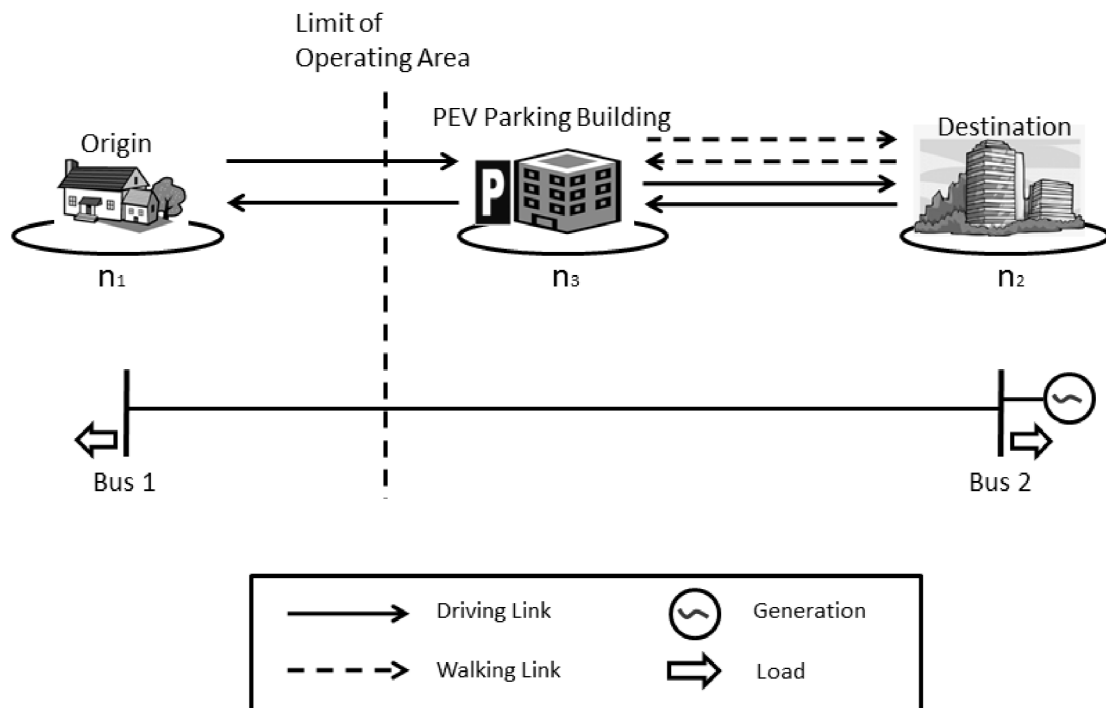 Limit of
Operating Area
PEV Parking Building
Origin
Destination
P
n1
n3
n2
Bus 1
Bus 2
Driving Link
Generation
Walking Link
Load